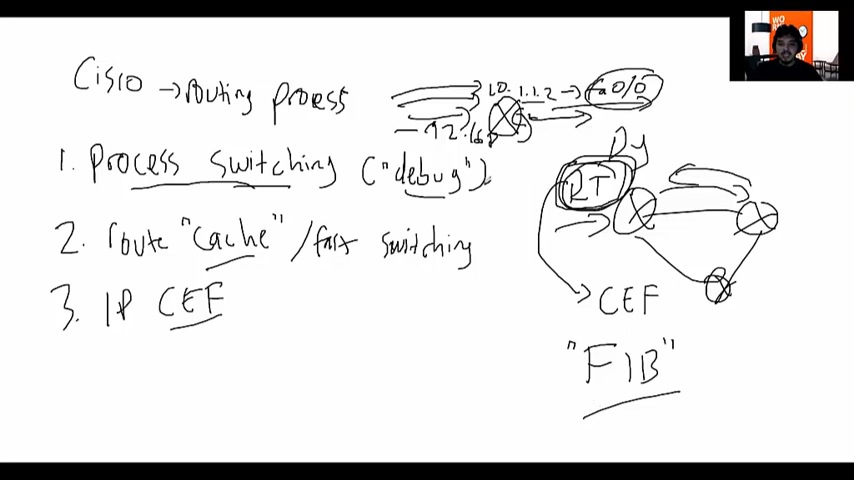 Cisco → routing process
10.1.1.2 → fa0/0
1. Process switching ("debug")
2. route "cache" / fast switching
3. IP CEF
RT
CEF
"FIB"